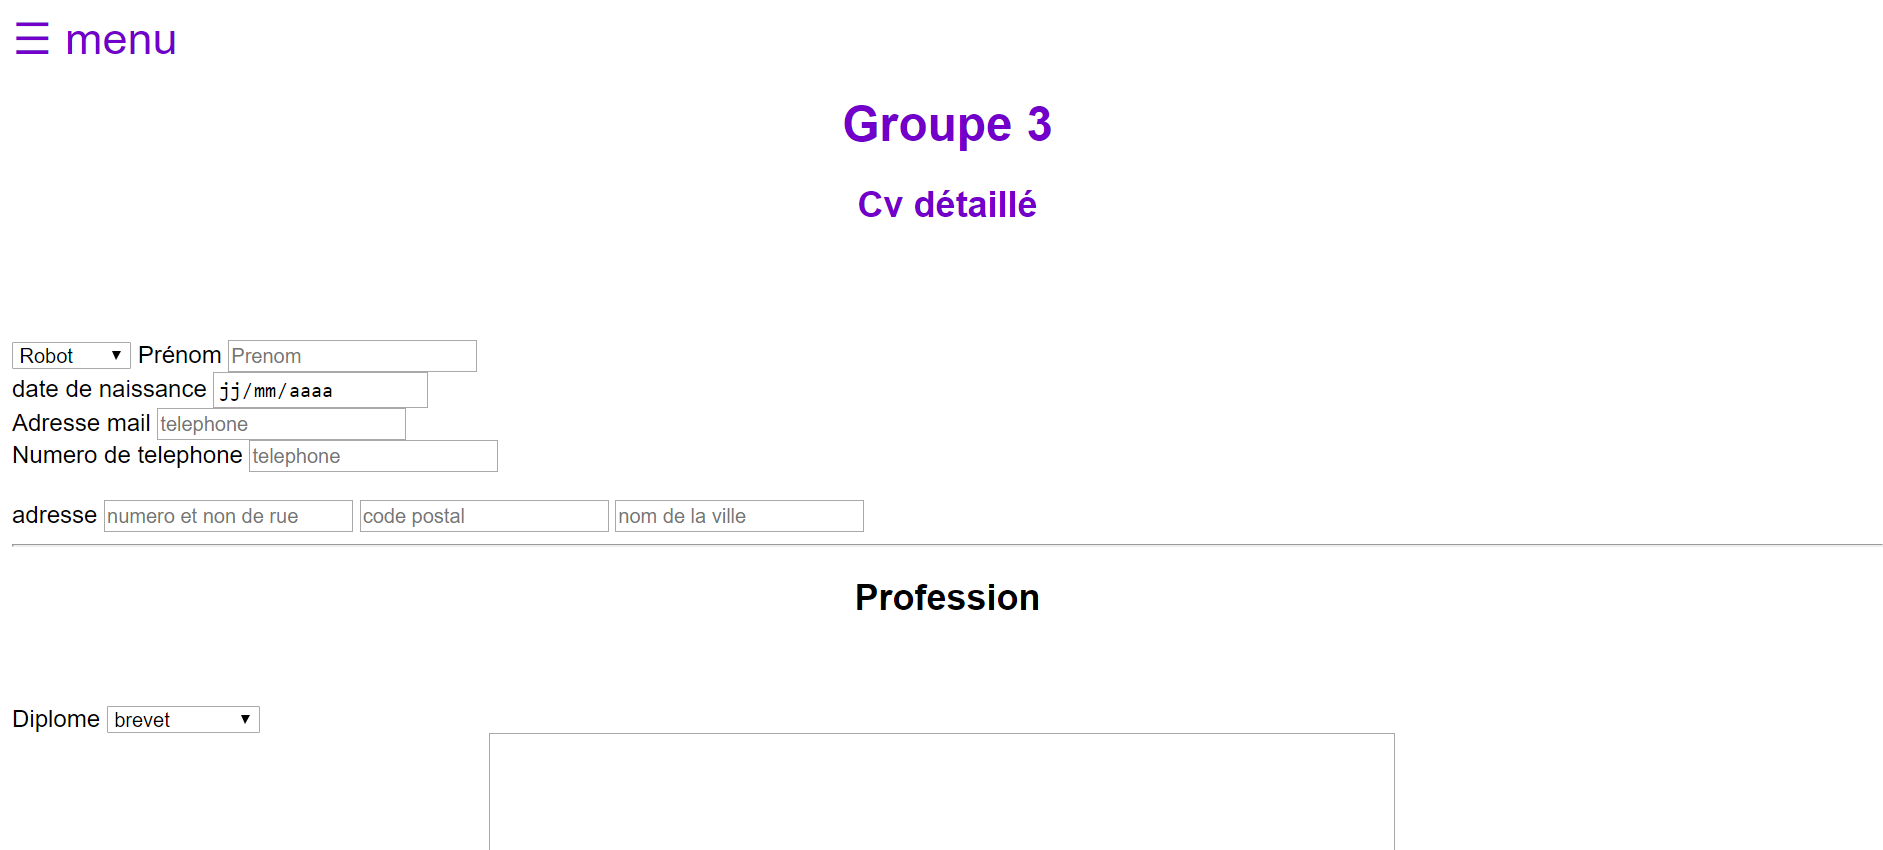 ☰ menu
Groupe 3
Cv détaillé
Robot ▼ Prénom Prenom
date de naissance jj/mm/aaaa
Adresse mail telephone
Numero de telephone telephone
adresse numero et non de rue code postal nom de la ville
Profession
Diplome brevet ▼